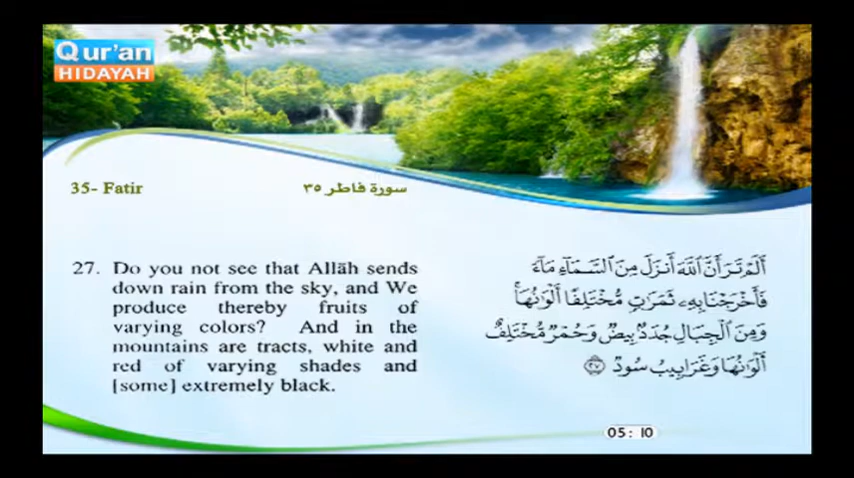 Qur'an
HIDAYAH
35- Fatir
سورة فاطر ٣٥
27. Do you not see that Allāh sends
down rain from the sky, and We
produce thereby fruits of
varying colors? And in the
mountains are tracts, white and
red of varying shades and
[some] extremely black.
أَلَمْ تَرَ أَنَّ ٱللَّهَ أَنزَلَ مِنَ ٱلسَّمَآءِ مَآءً
فَأَخْرَجْنَا بِهِۦ ثَمَرَٰتٍ مُّخْتَلِفًا أَلْوَٰنُهَا ۚ
وَمِنَ ٱلْجِبَالِ جُدَدٌۢ بِيضٌ وَحُمْرٌ مُّخْتَلِفٌ
أَلْوَٰنُهَا وَغَرَابِيبُ سُودٌ ٢٧
05: 10